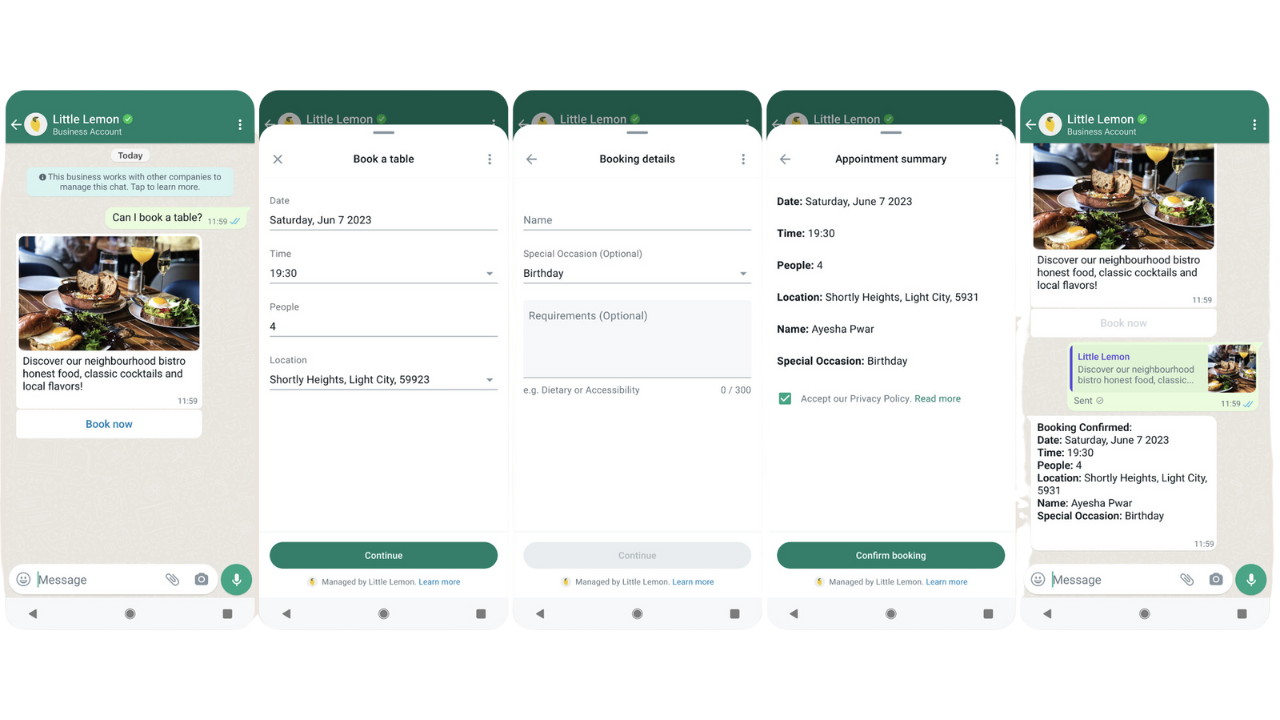 Little Lemon
Business Account
Today
This business works with other companies to
manage this chat. Tap to learn more.
Can I book a table? 11:59
Discover our neighbourhood bistro
honest food, classic cocktails and
local flavors!
11:59
Book now
Message
Little Lemon
Book a table
Date
Saturday, Jun 7 2023
Time
19:30
People
4
Location
Shortly Heights, Light City, 59923
Continue
Managed by Little Lemon. Learn more
Little Lemon
Booking details
Name
Special Occasion (Optional)
Birthday
Requirements (Optional)
e.g. Dietary or Accessibility 0 / 300
Continue
Managed by Little Lemon. Learn more
Little Lemon
Appointment summary
Date: Saturday, June 7 2023
Time: 19:30
People: 4
Location: Shortly Heights, Light City, 5931
Name: Ayesha Pwar
Special Occasion: Birthday
Accept our Privacy Policy. Read more
Confirm booking
Managed by Little Lemon. Learn more
Little Lemon
Business Account
Discover our neighbourhood bistro
honest food, classic cocktails and
local flavors!
11:59
Book now
Little Lemon
Discover our neighbourhood
bistro honest food, classic...
Sent 11:59
Booking Confirmed:
Date: Saturday, June 7 2023
Time: 19:30
People: 4
Location: Shortly Heights, Light City,
5931
Name: Ayesha Pwar
Special Occasion: Birthday
11:59
Message